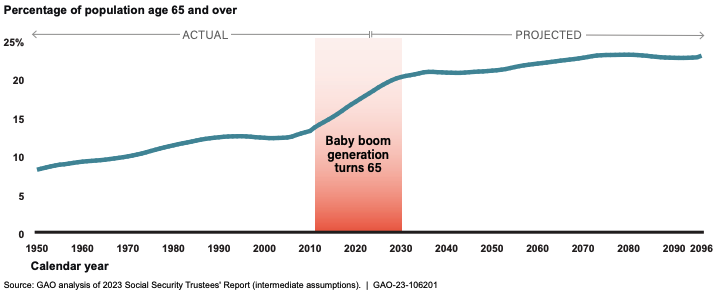 Percentage of population age 65 and over
ACTUAL PROJECTED
25%
20
15
10
5
0
Baby boom
generation
turns 65
1950 1960 1970 1980 1990 2000 2010 2020 2030 2040 2050 2060 2070 2080 2090 2096
Calendar year
Source: GAO analysis of 2023 Social Security Trustees' Report (intermediate assumptions). | GAO-23-106201